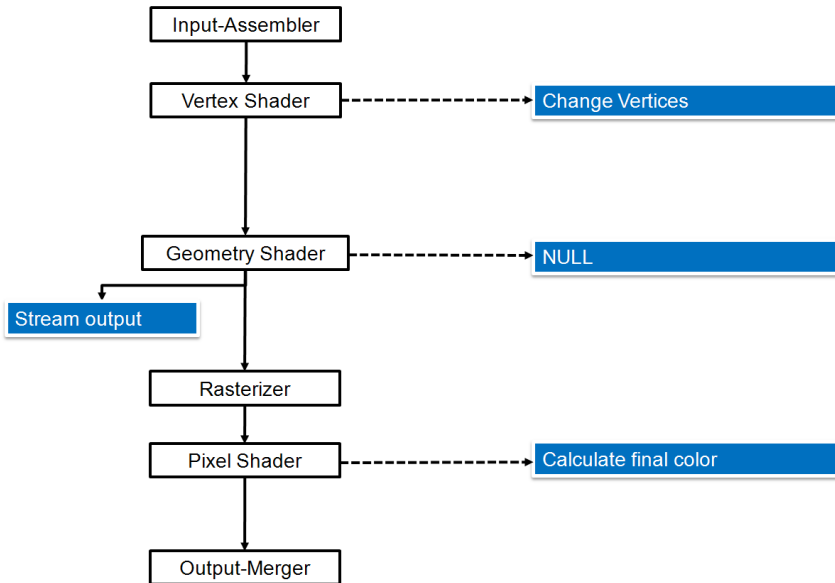 Input-Assembler
Vertex Shader
Change Vertices
Geometry Shader
NULL
Stream output
Rasterizer
Pixel Shader
Calculate final color
Output-Merger